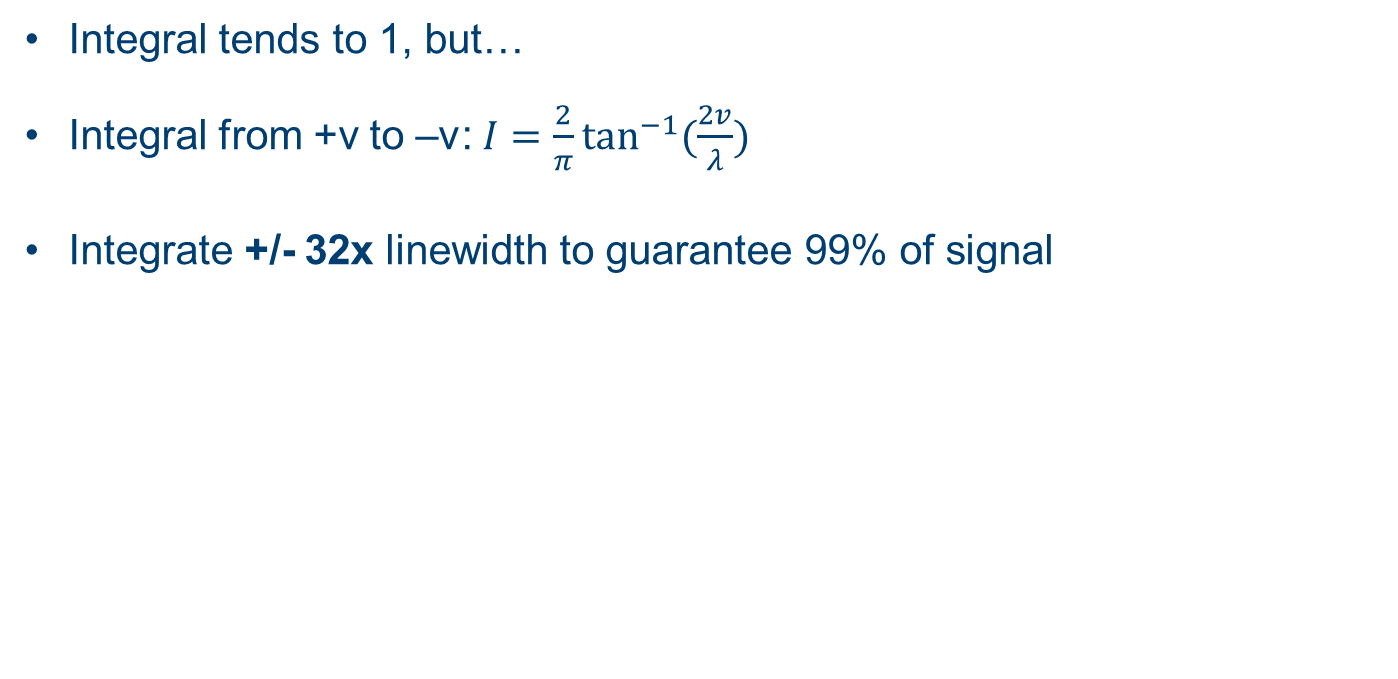 • Integral tends to 1, but…
• Integral from +v to –v: 𝐼 = 2/𝜋 tan⁻¹(2𝑣/𝜆)
• Integrate +/- 32x linewidth to guarantee 99% of signal